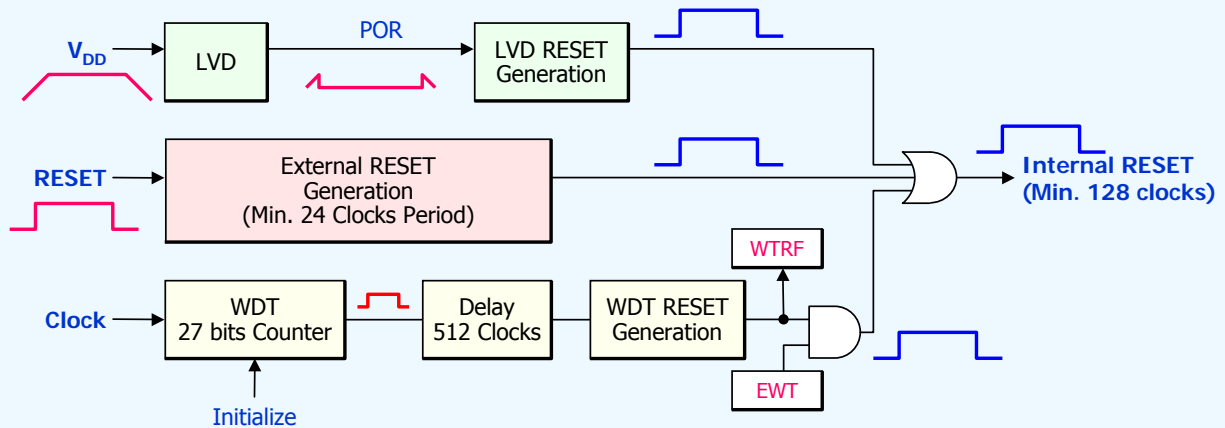 V_DD
LVD
POR
LVD RESET
Generation
RESET
External RESET
Generation
(Min. 24 Clocks Period)
Internal RESET
(Min. 128 clocks)
WTRF
Clock
WDT
27 bits Counter
Delay
512 Clocks
WDT RESET
Generation
EWT
Initialize